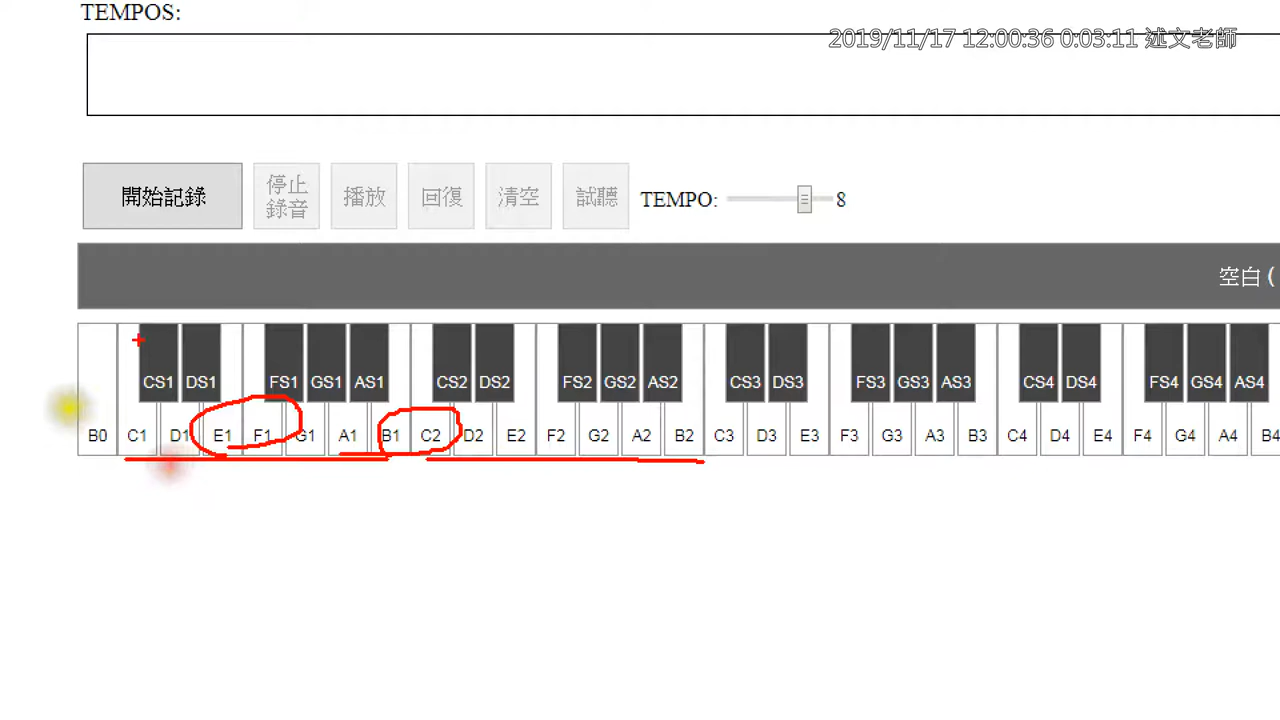 TEMPOS:
2019/11/17 12:00:36 0:03:11 述文老師
開始記錄 停止錄音 播放 回復 清空 試聽 TEMPO: 8
空白 (
CS1 DS1 FS1 GS1 AS1 CS2 DS2 FS2 GS2 AS2 CS3 DS3 FS3 GS3 AS3 CS4 DS4 FS4 GS4 AS4
B0 C1 D1 E1 F1 G1 A1 B1 C2 D2 E2 F2 G2 A2 B2 C3 D3 E3 F3 G3 A3 B3 C4 D4 E4 F4 G4 A4 B4